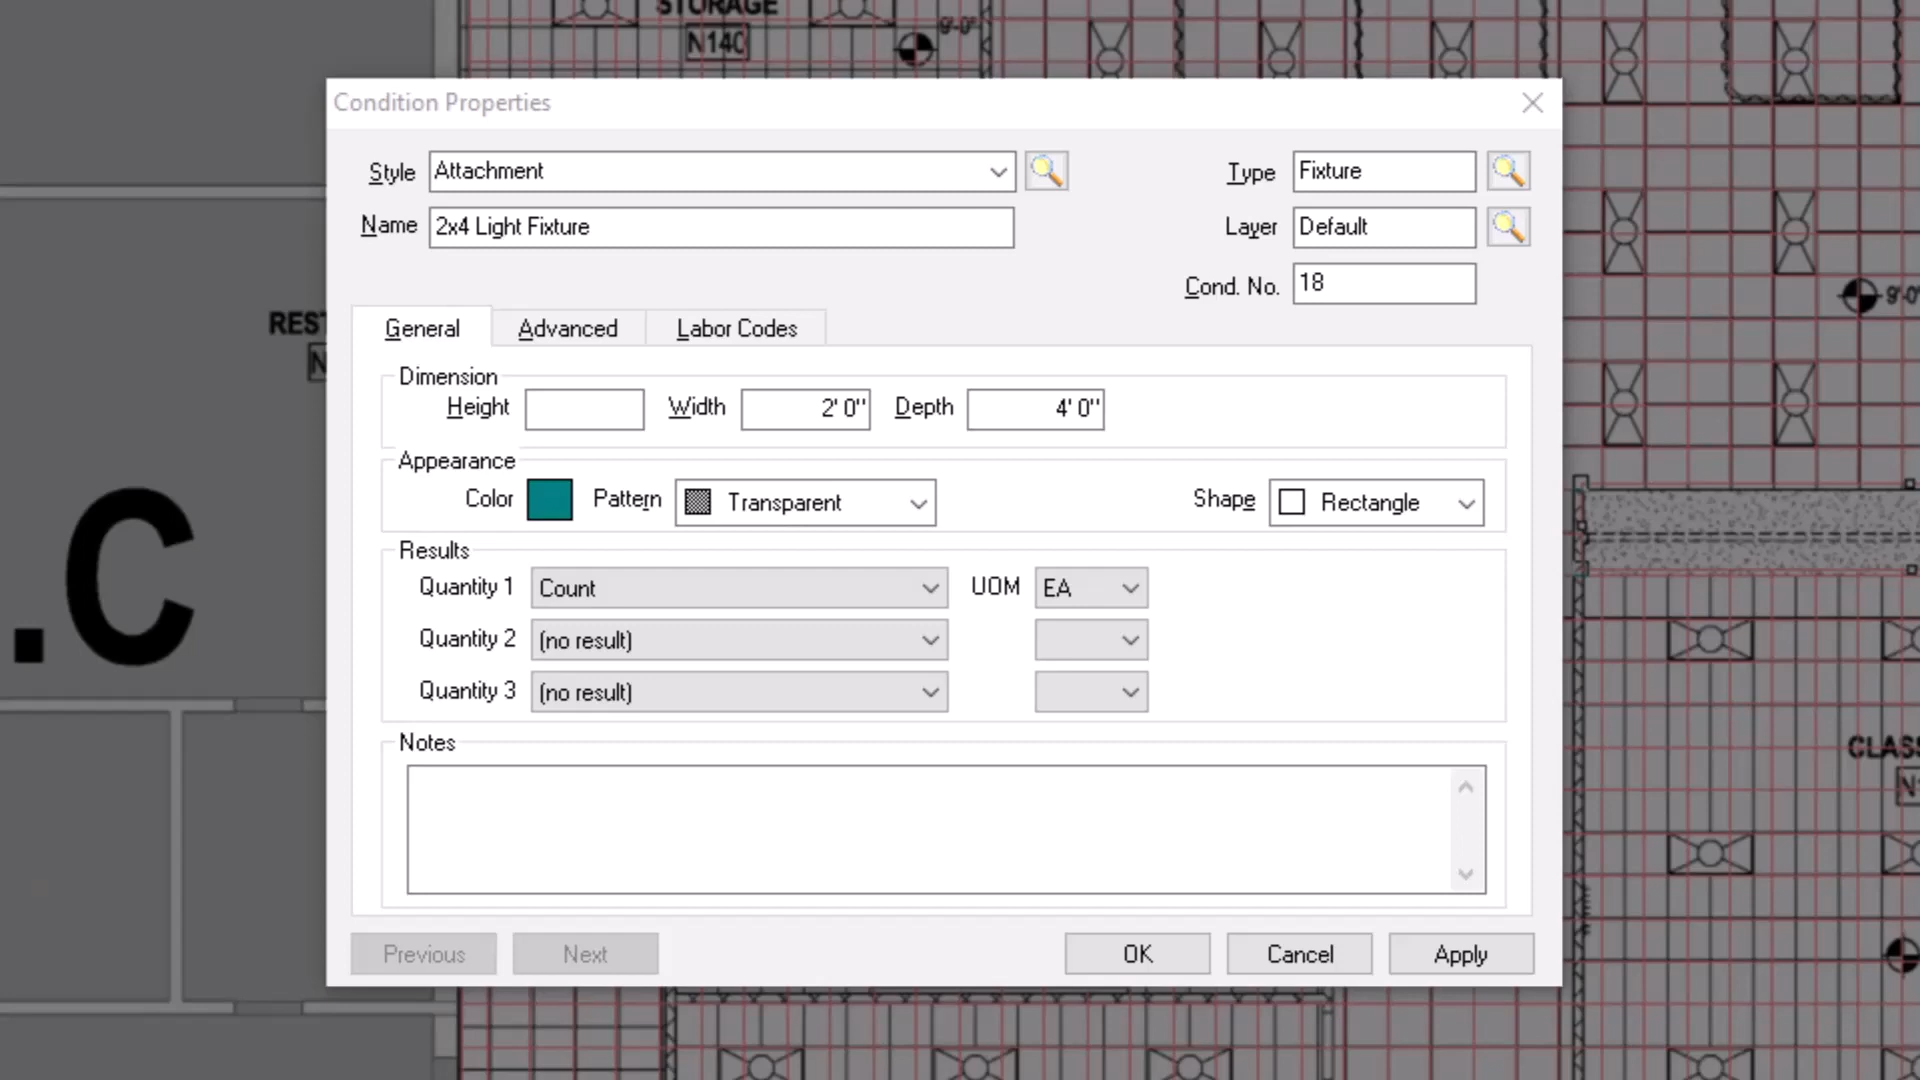 STORAGE
N140
9'-0"
Condition Properties
Style Attachment
Type Fixture
Name 2x4 Light Fixture
Layer Default
Cond. No. 18
General Advanced Labor Codes
Dimension
Height Width 2' 0" Depth 4' 0"
Appearance
Color Pattern Transparent Shape Rectangle
Results
Quantity 1 Count UOM EA
Quantity 2 (no result)
Quantity 3 (no result)
Notes
Previous Next OK Cancel Apply
REST
N
.C
9'-0"
CLASS
N1